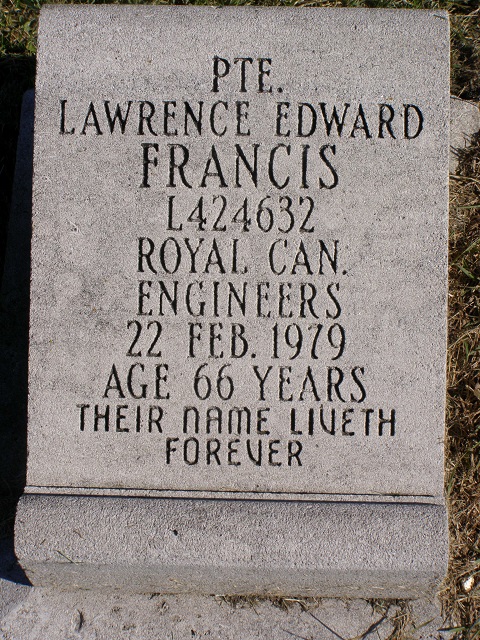 PTE.
LAWRENCE EDWARD
FRANCIS
L424632
ROYAL CAN.
ENGINEERS
22 FEB. 1979
AGE 66 YEARS
THEIR NAME LIVETH
FOREVER